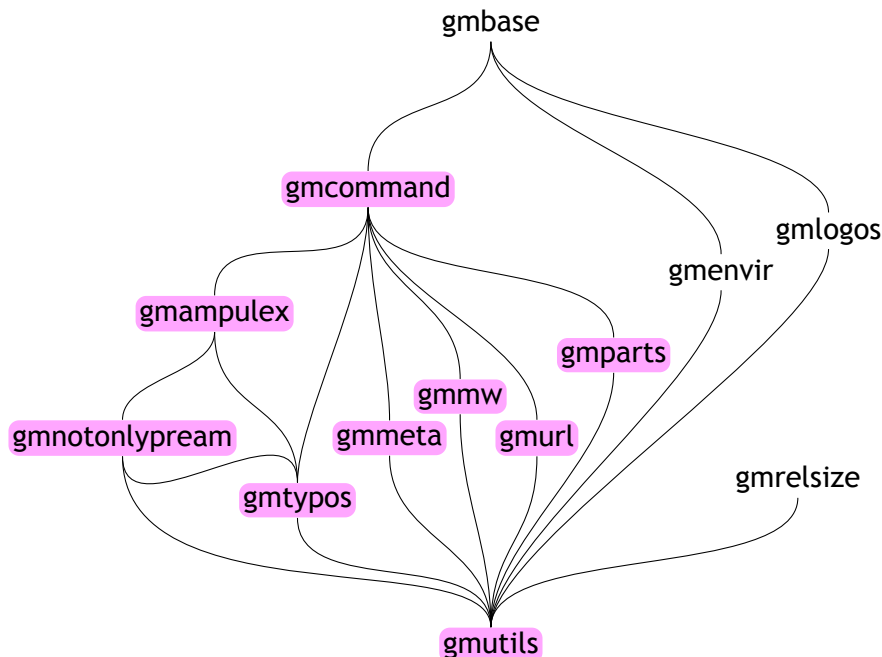 gmbase
gmcommand
gmlogos
gmenvir
gmampulex
gmparts
gmmw
gmnotonlypream
gmmeta
gmurl
gmrelsize
gmtypos
gmutils